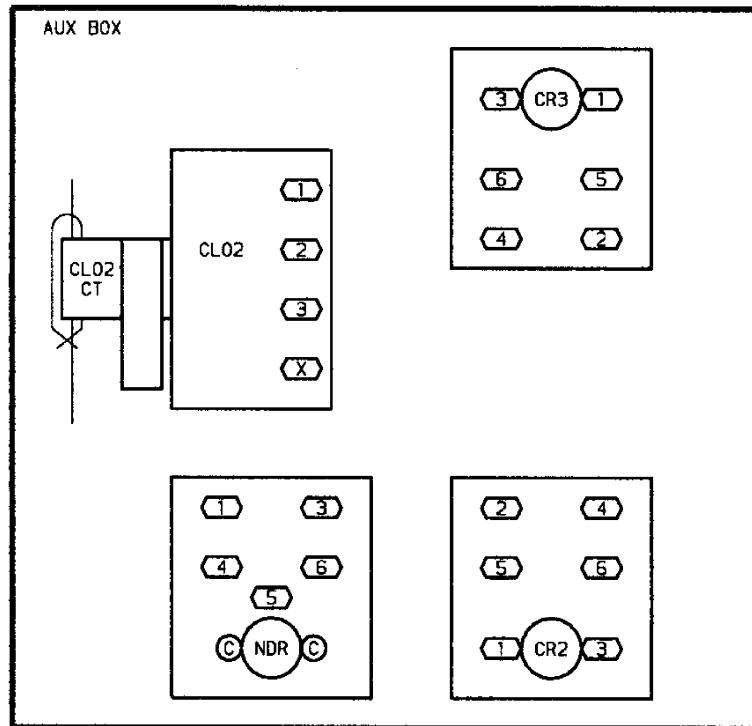 AUX BOX
3 CR3 1
6 5
4 2
1
CLO2 2
CLO2
CT
3
X
1 3
4 6
5
C NDR C
2 4
5 6
1 CR2 3